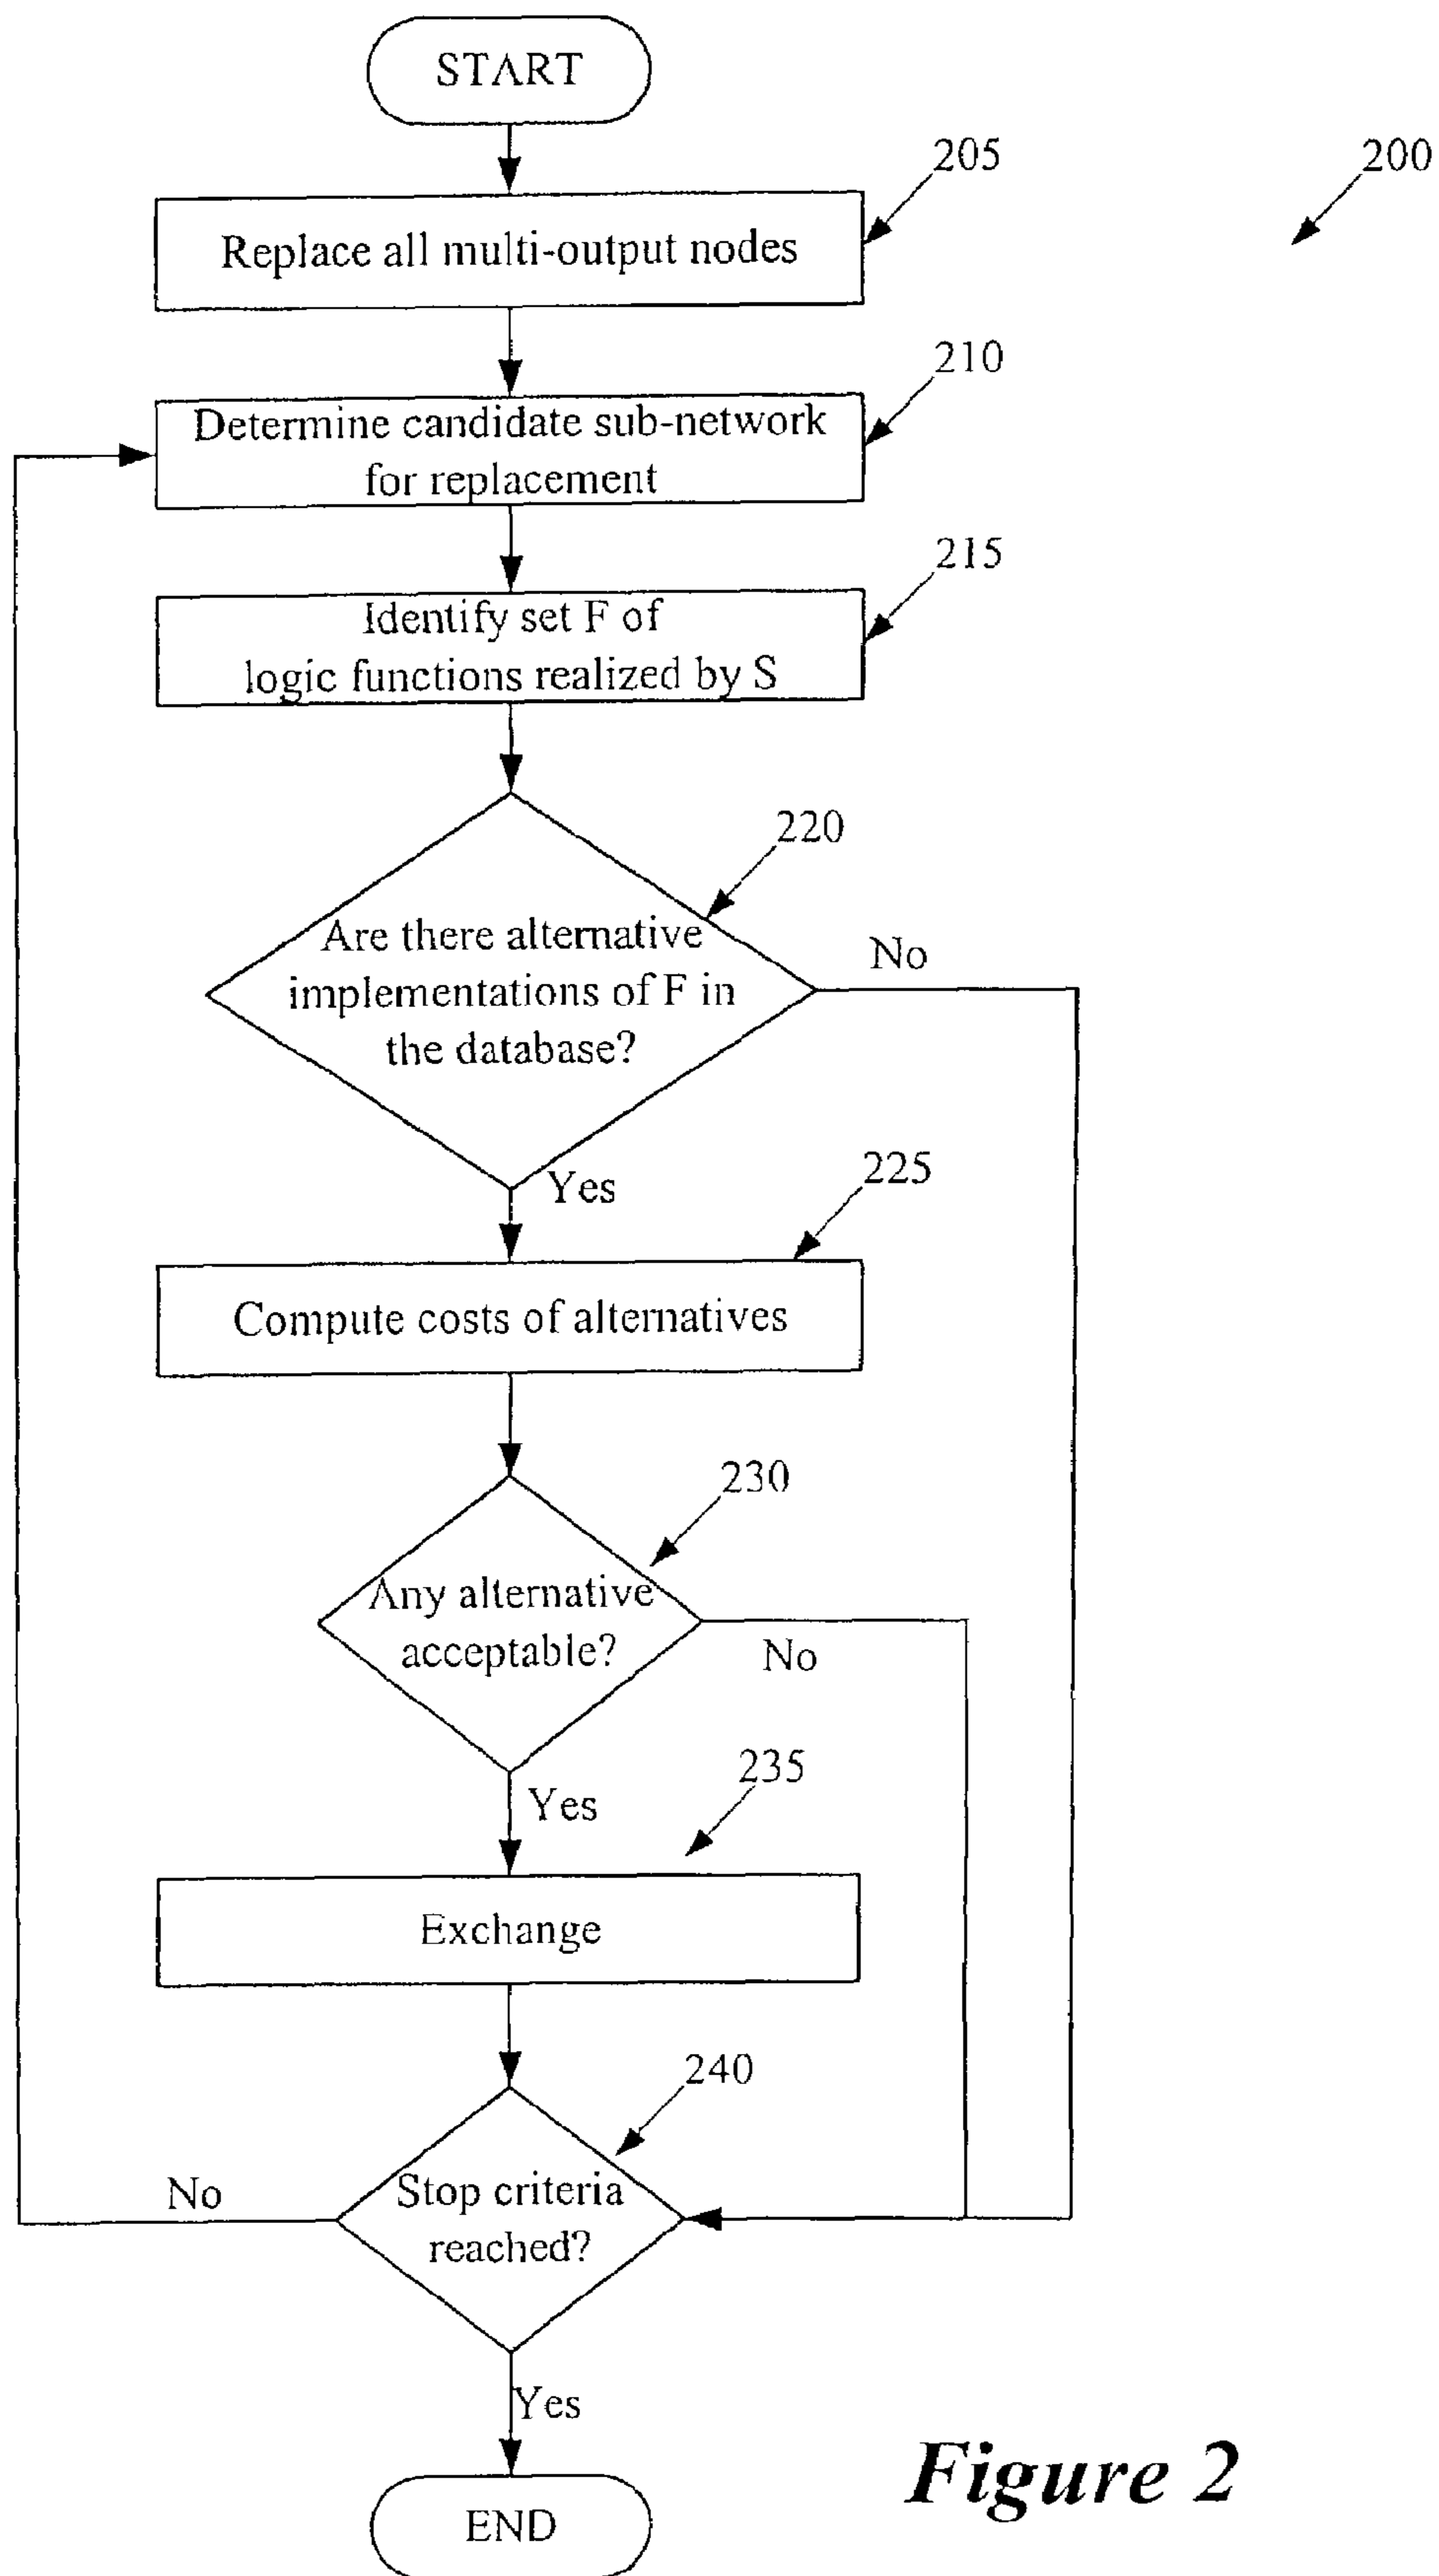 START
205
200
Replace all multi-output nodes
210
Determine candidate sub-network
for replacement
215
Identify set F of
logic functions realized by S
220
Are there alternative
implementations of F in
the database?
No
Yes
225
Compute costs of alternatives
230
Any alternative
acceptable?
No
Yes
235
Exchange
240
Stop criteria
reached?
No
Yes
END
Figure 2